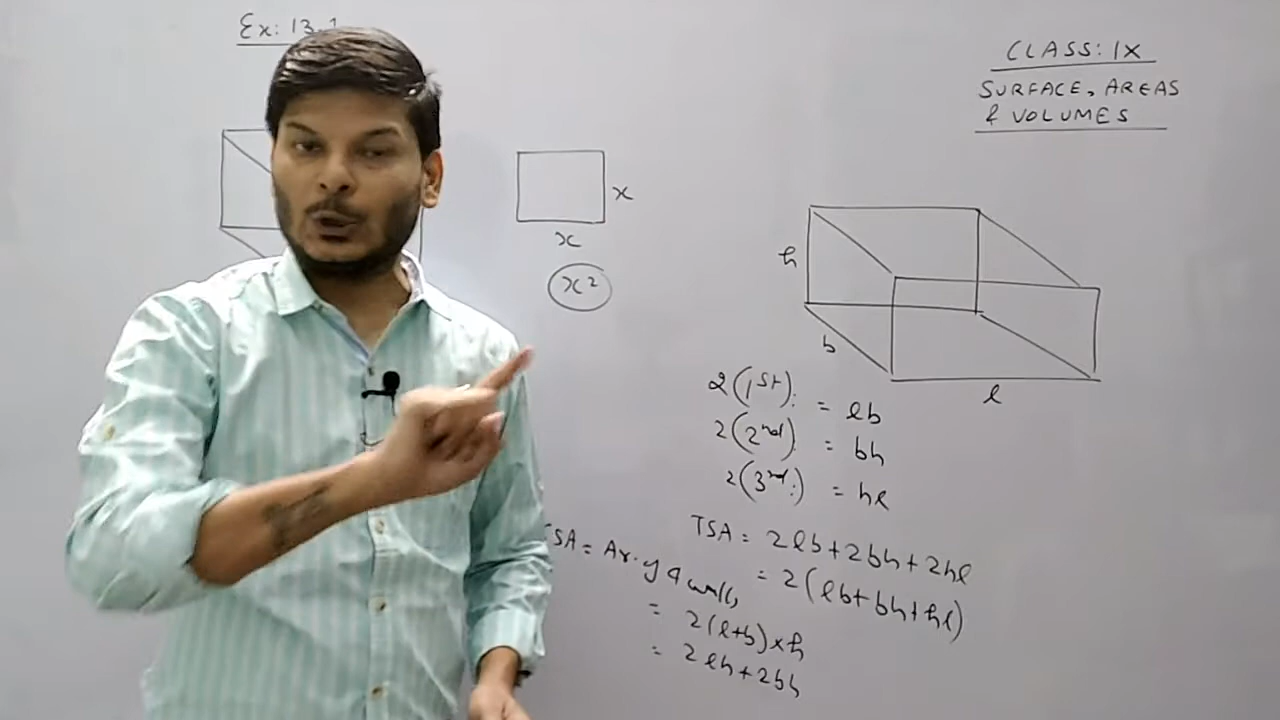 Ex: 13.1
CLASS: IX
SURFACE, AREAS
& VOLUMES
x
x
x²
h
b
l
2(1st) = lb
2(2nd) = bh
2(3rd) = hl
TSA = 2lb+2bh+2hl
= 2(lb+bh+hl)
SA = Ar. of 4 walls
= 2(l+b)×h
= 2lh+2bh